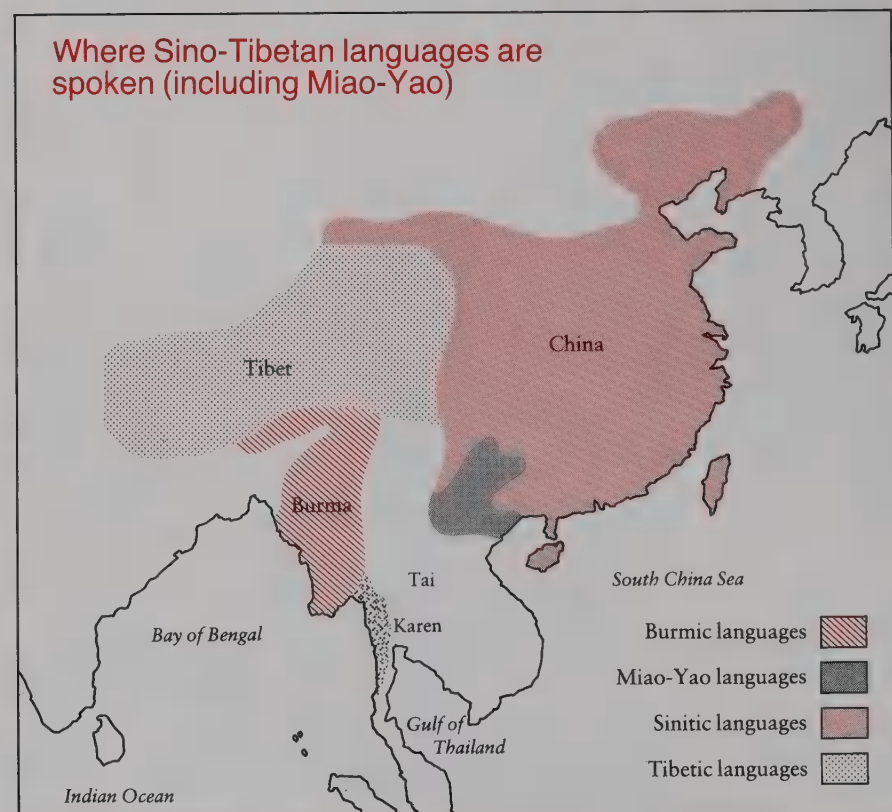 Where Sino-Tibetan languages are
spoken (including Miao-Yao)
China
Tibet
Burma
Tai
South China Sea
Karen
Bay of Bengal
Burmic languages
Miao-Yao languages
Gulf of
Thailand
Sinitic languages
Tibetic languages
Indian Ocean